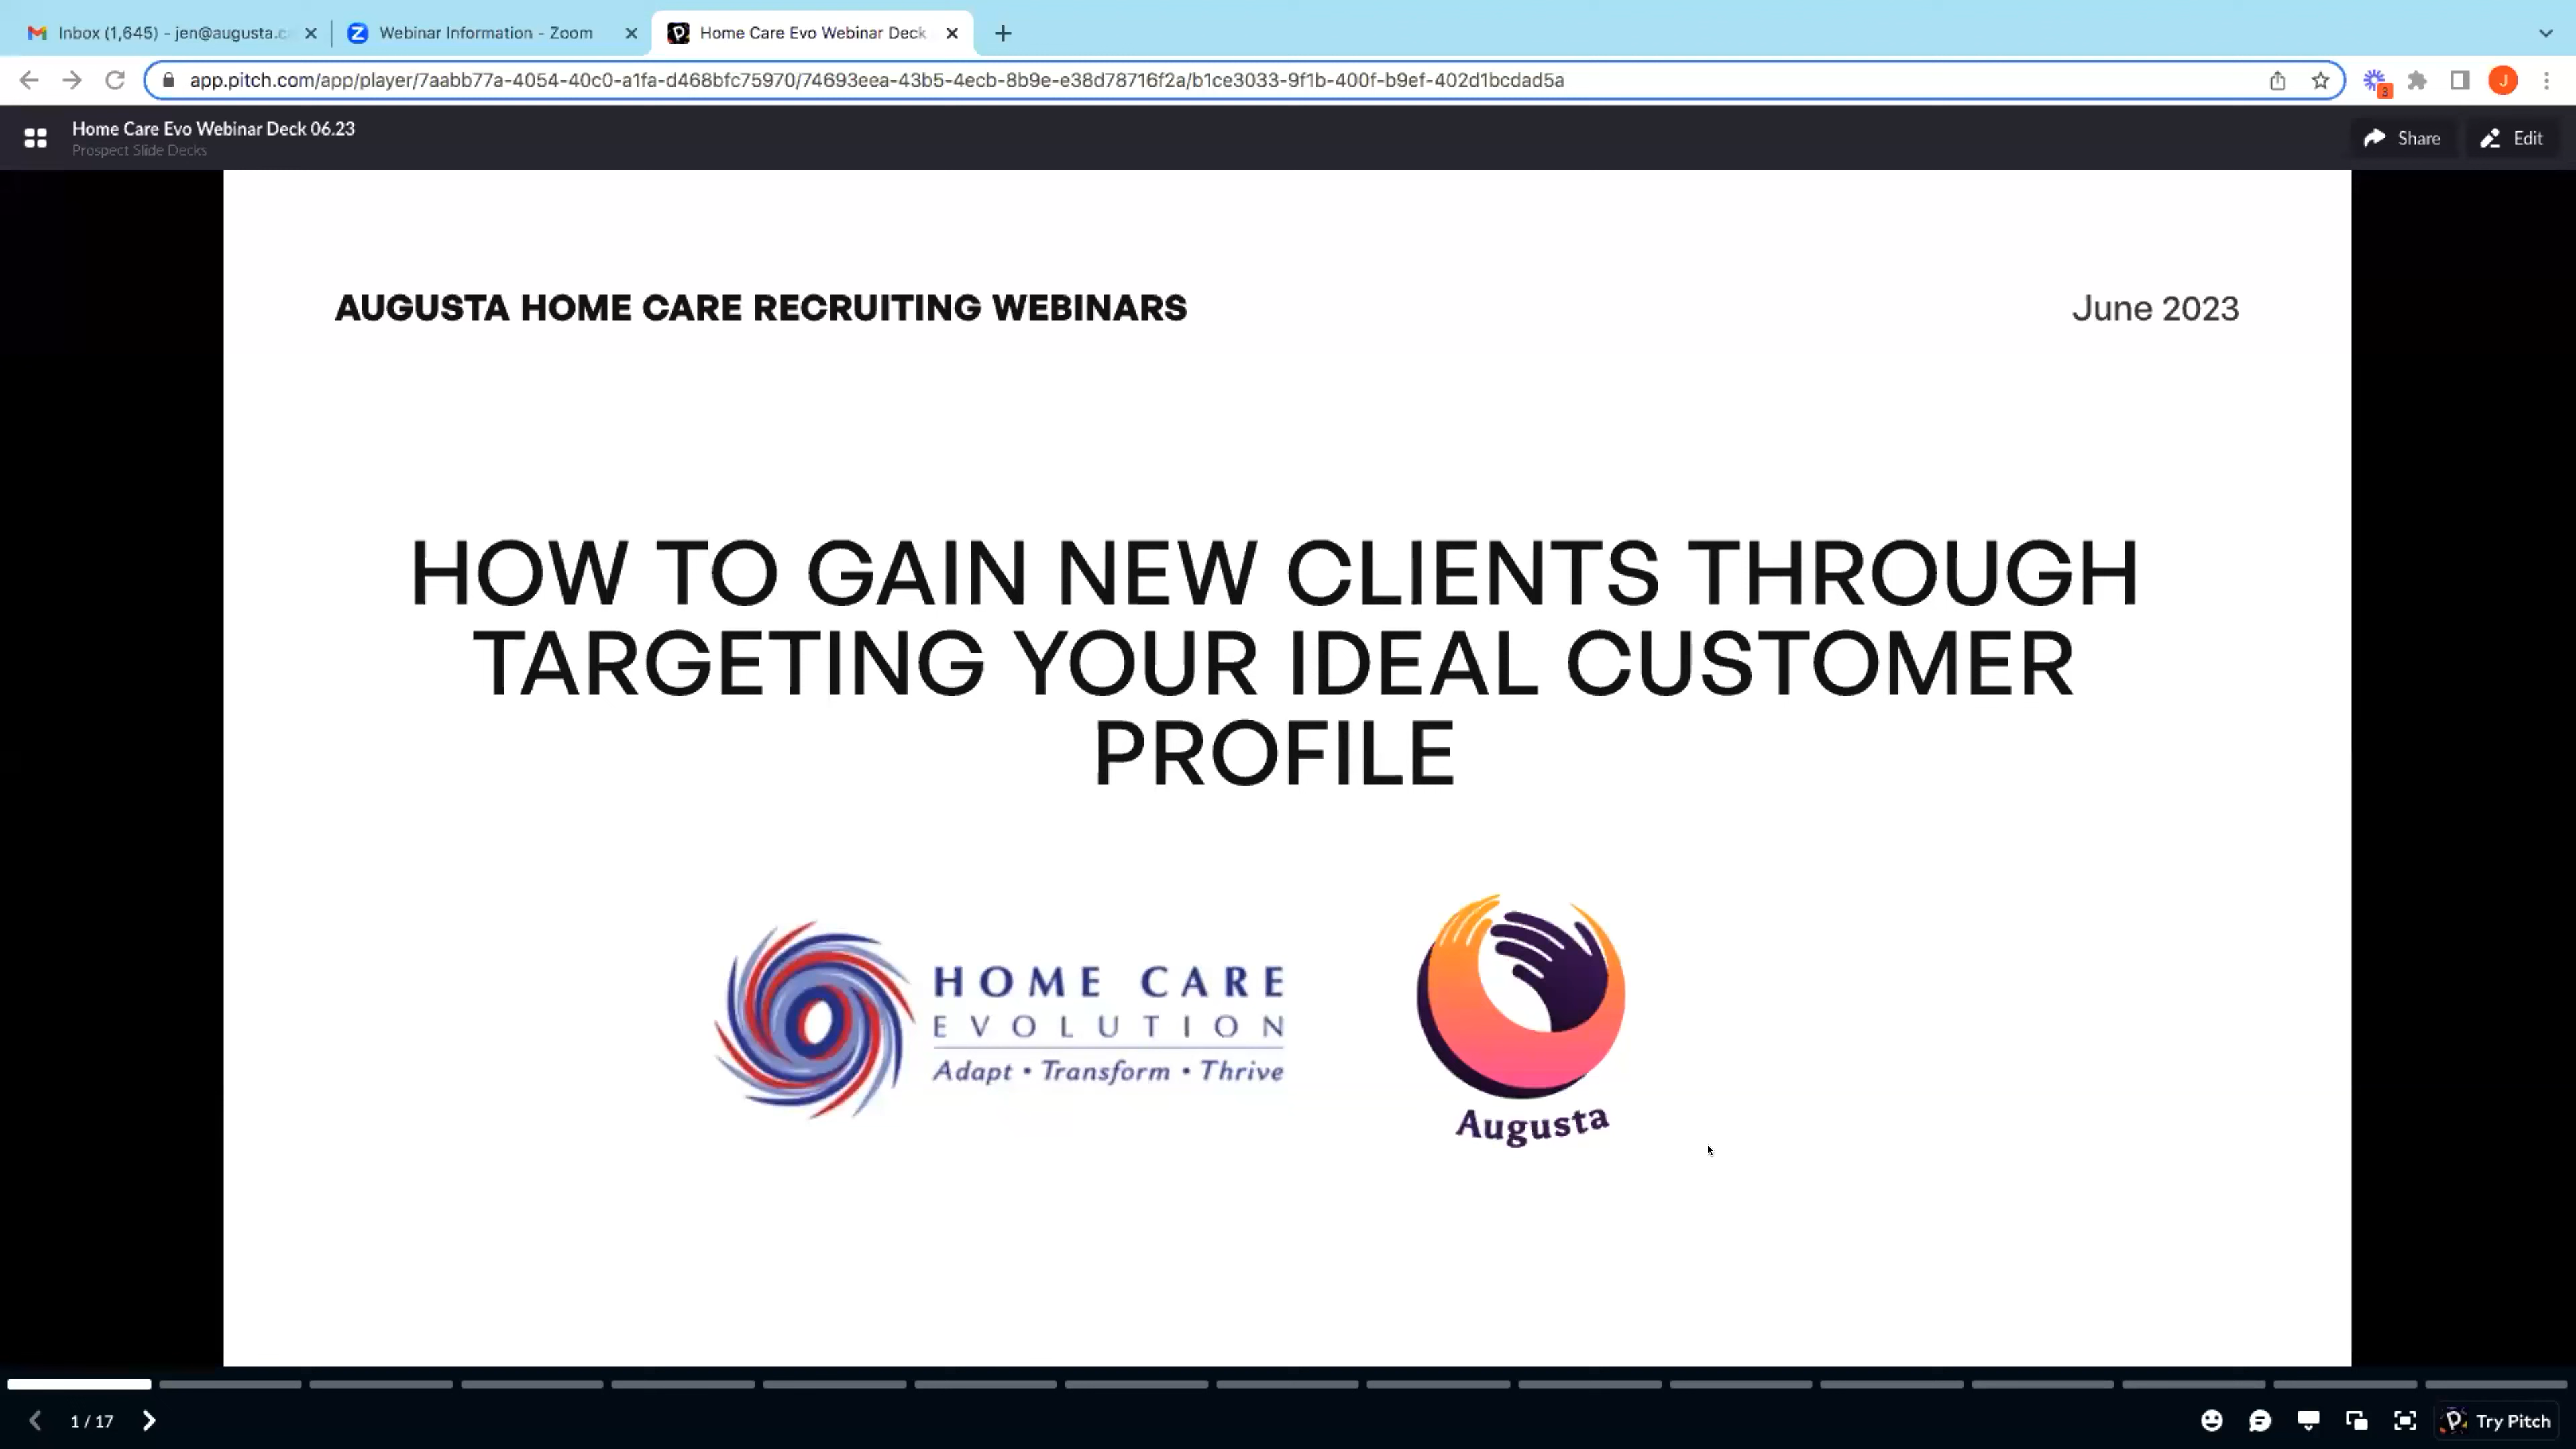 Inbox (1,645) - jen@augusta.c
Webinar Information - Zoom
Home Care Evo Webinar Deck
app.pitch.com/app/player/7aabb77a-4054-40c0-a1fa-d468bfc75970/74693eea-43b5-4ecb-8b9e-e38d78716f2a/b1ce3033-9f1b-400f-b9ef-402d1bcdad5a
3
J
Home Care Evo Webinar Deck 06.23
Prospect Slide Decks
Share
Edit
AUGUSTA HOME CARE RECRUITING WEBINARS
June 2023
HOW TO GAIN NEW CLIENTS THROUGH
TARGETING YOUR IDEAL CUSTOMER
PROFILE
HOME CARE
EVOLUTION
Adapt • Transform • Thrive
Augusta
1 / 17
Try Pitch